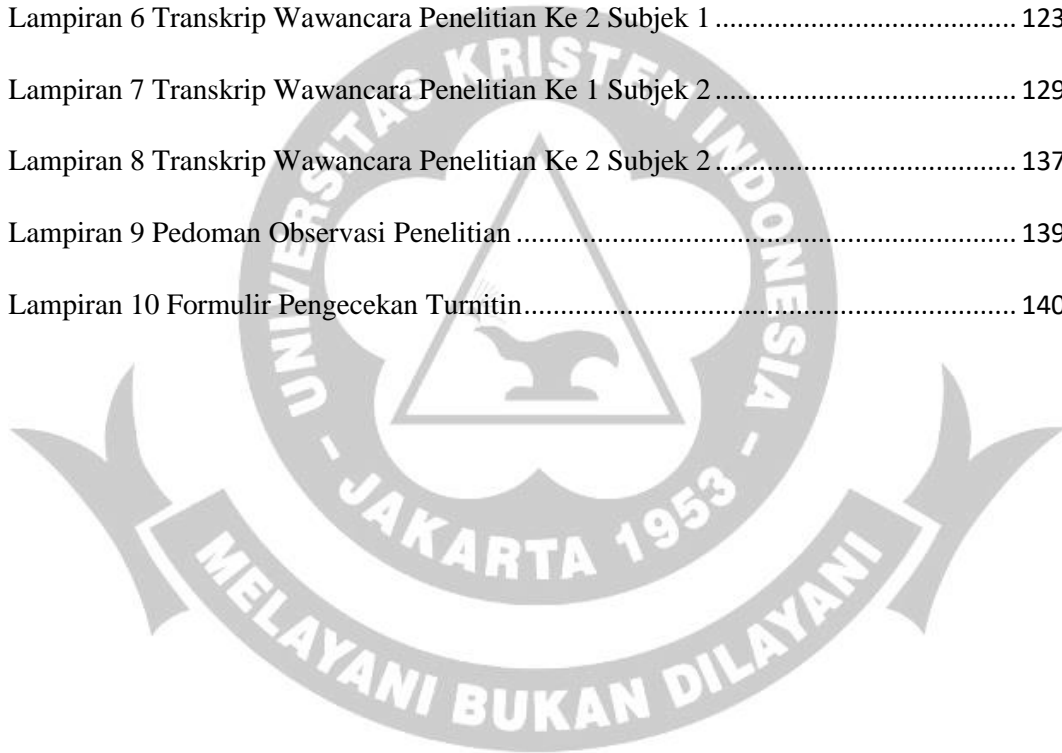 Lampiran 6 Transkrip Wawancara Penelitian Ke 2 Subjek 1 ........................................ 123
Lampiran 7 Transkrip Wawancara Penelitian Ke 1 Subjek 2 ........................................ 129
Lampiran 8 Transkrip Wawancara Penelitian Ke 2 Subjek 2 ........................................ 137
Lampiran 9 Pedoman Observasi Penelitian .................................................................. 139
Lampiran 10 Formulir Pengecekan Turnitin ................................................................. 140
UNIVERSITAS KRISTEN INDONESIA
- JAKARTA 1953 -
MELAYANI BUKAN DILAYANI